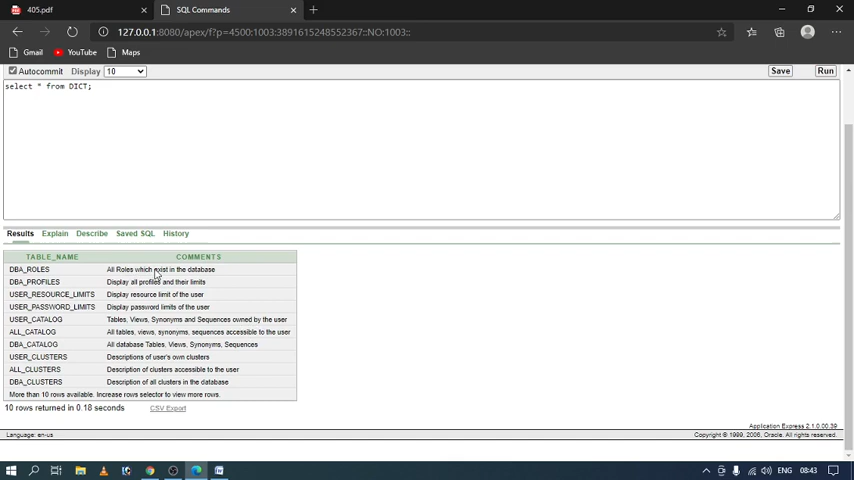 405.pdf
SQL Commands
127.0.0.1:8080/apex/f?p=4500:1003:3891615248552367::NO:1003::
Gmail
YouTube
Maps
Autocommit Display 10
Save Run
select * from DICT;
Results Explain Describe Saved SQL History
TABLE_NAME COMMENTS
DBA_ROLES All Roles which exist in the database
DBA_PROFILES Display all profiles and their limits
USER_RESOURCE_LIMITS Display resource limit of the user
USER_PASSWORD_LIMITS Display password limits of the user
USER_CATALOG Tables, Views, Synonyms and Sequences owned by the user
ALL_CATALOG All tables, views, synonyms, sequences accessible to the user
DBA_CATALOG All database Tables, Views, Synonyms, Sequences
USER_CLUSTERS Descriptions of user's own clusters
ALL_CLUSTERS Description of clusters accessible to the user
DBA_CLUSTERS Description of all clusters in the database
More than 10 rows available. Increase rows selector to view more rows.
10 rows returned in 0.18 seconds CSV Export
Application Express 2.1.0.00.39
Language: en-us Copyright © 1999, 2006, Oracle. All rights reserved.
ENG 08:43